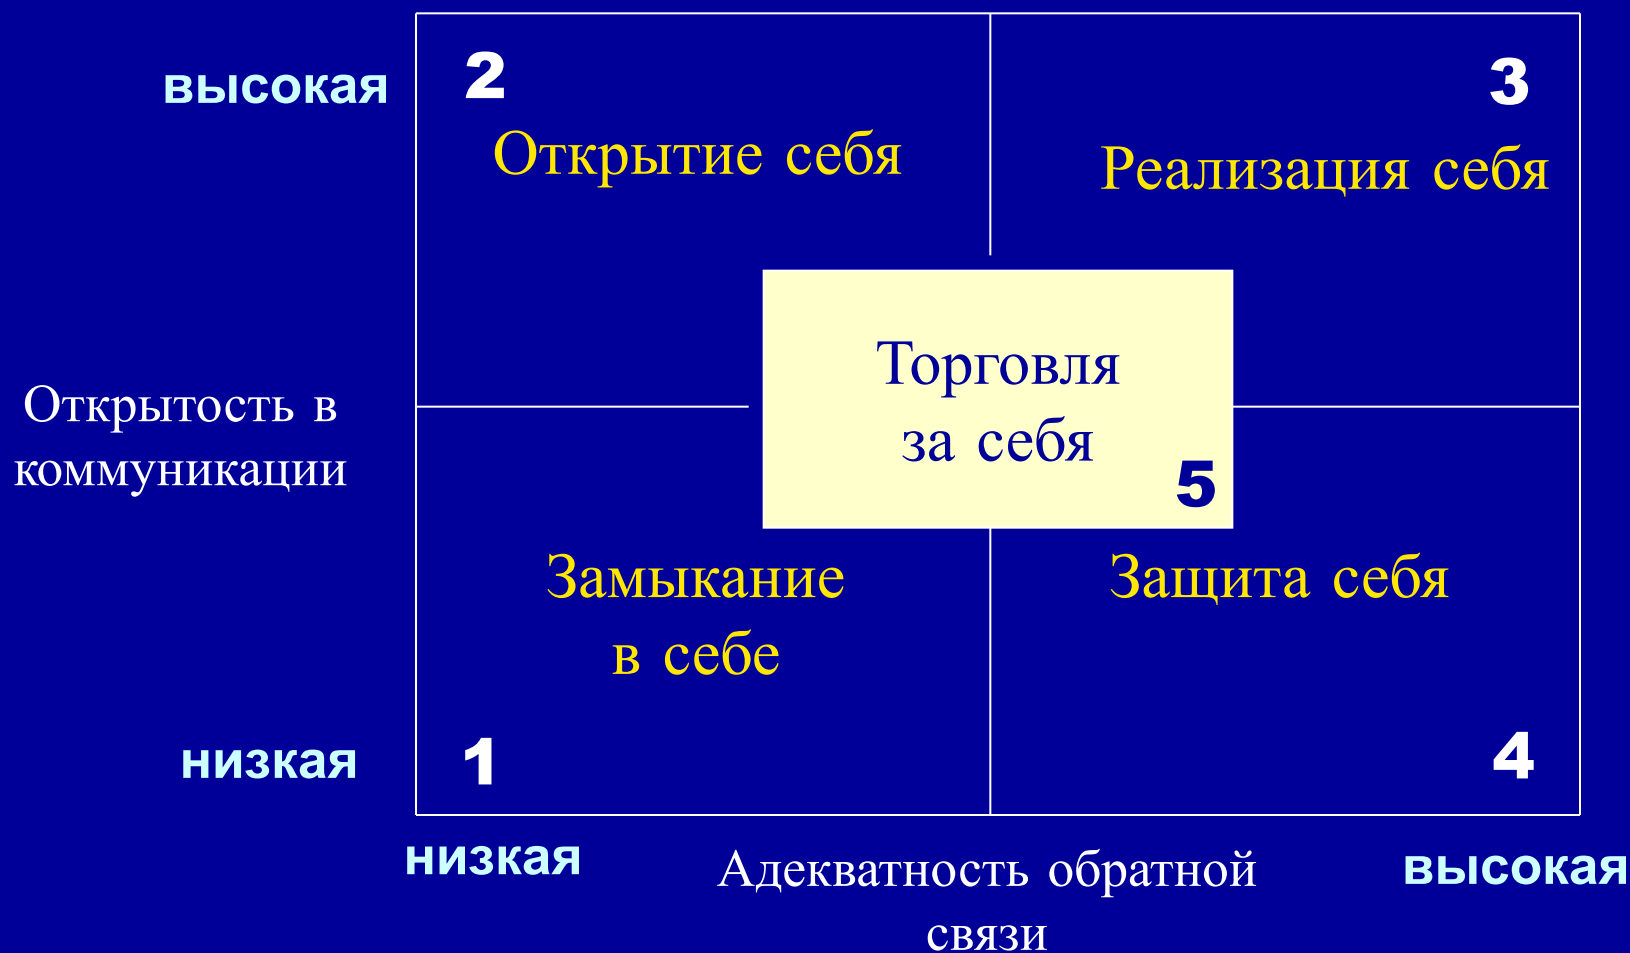 высокая
2
Открытие себя
3
Реализация себя
Открытость в
коммуникации
Торговля
за себя
5
Замыкание
в себе
1
Защита себя
4
низкая
низкая
Адекватность обратной
связи
высокая